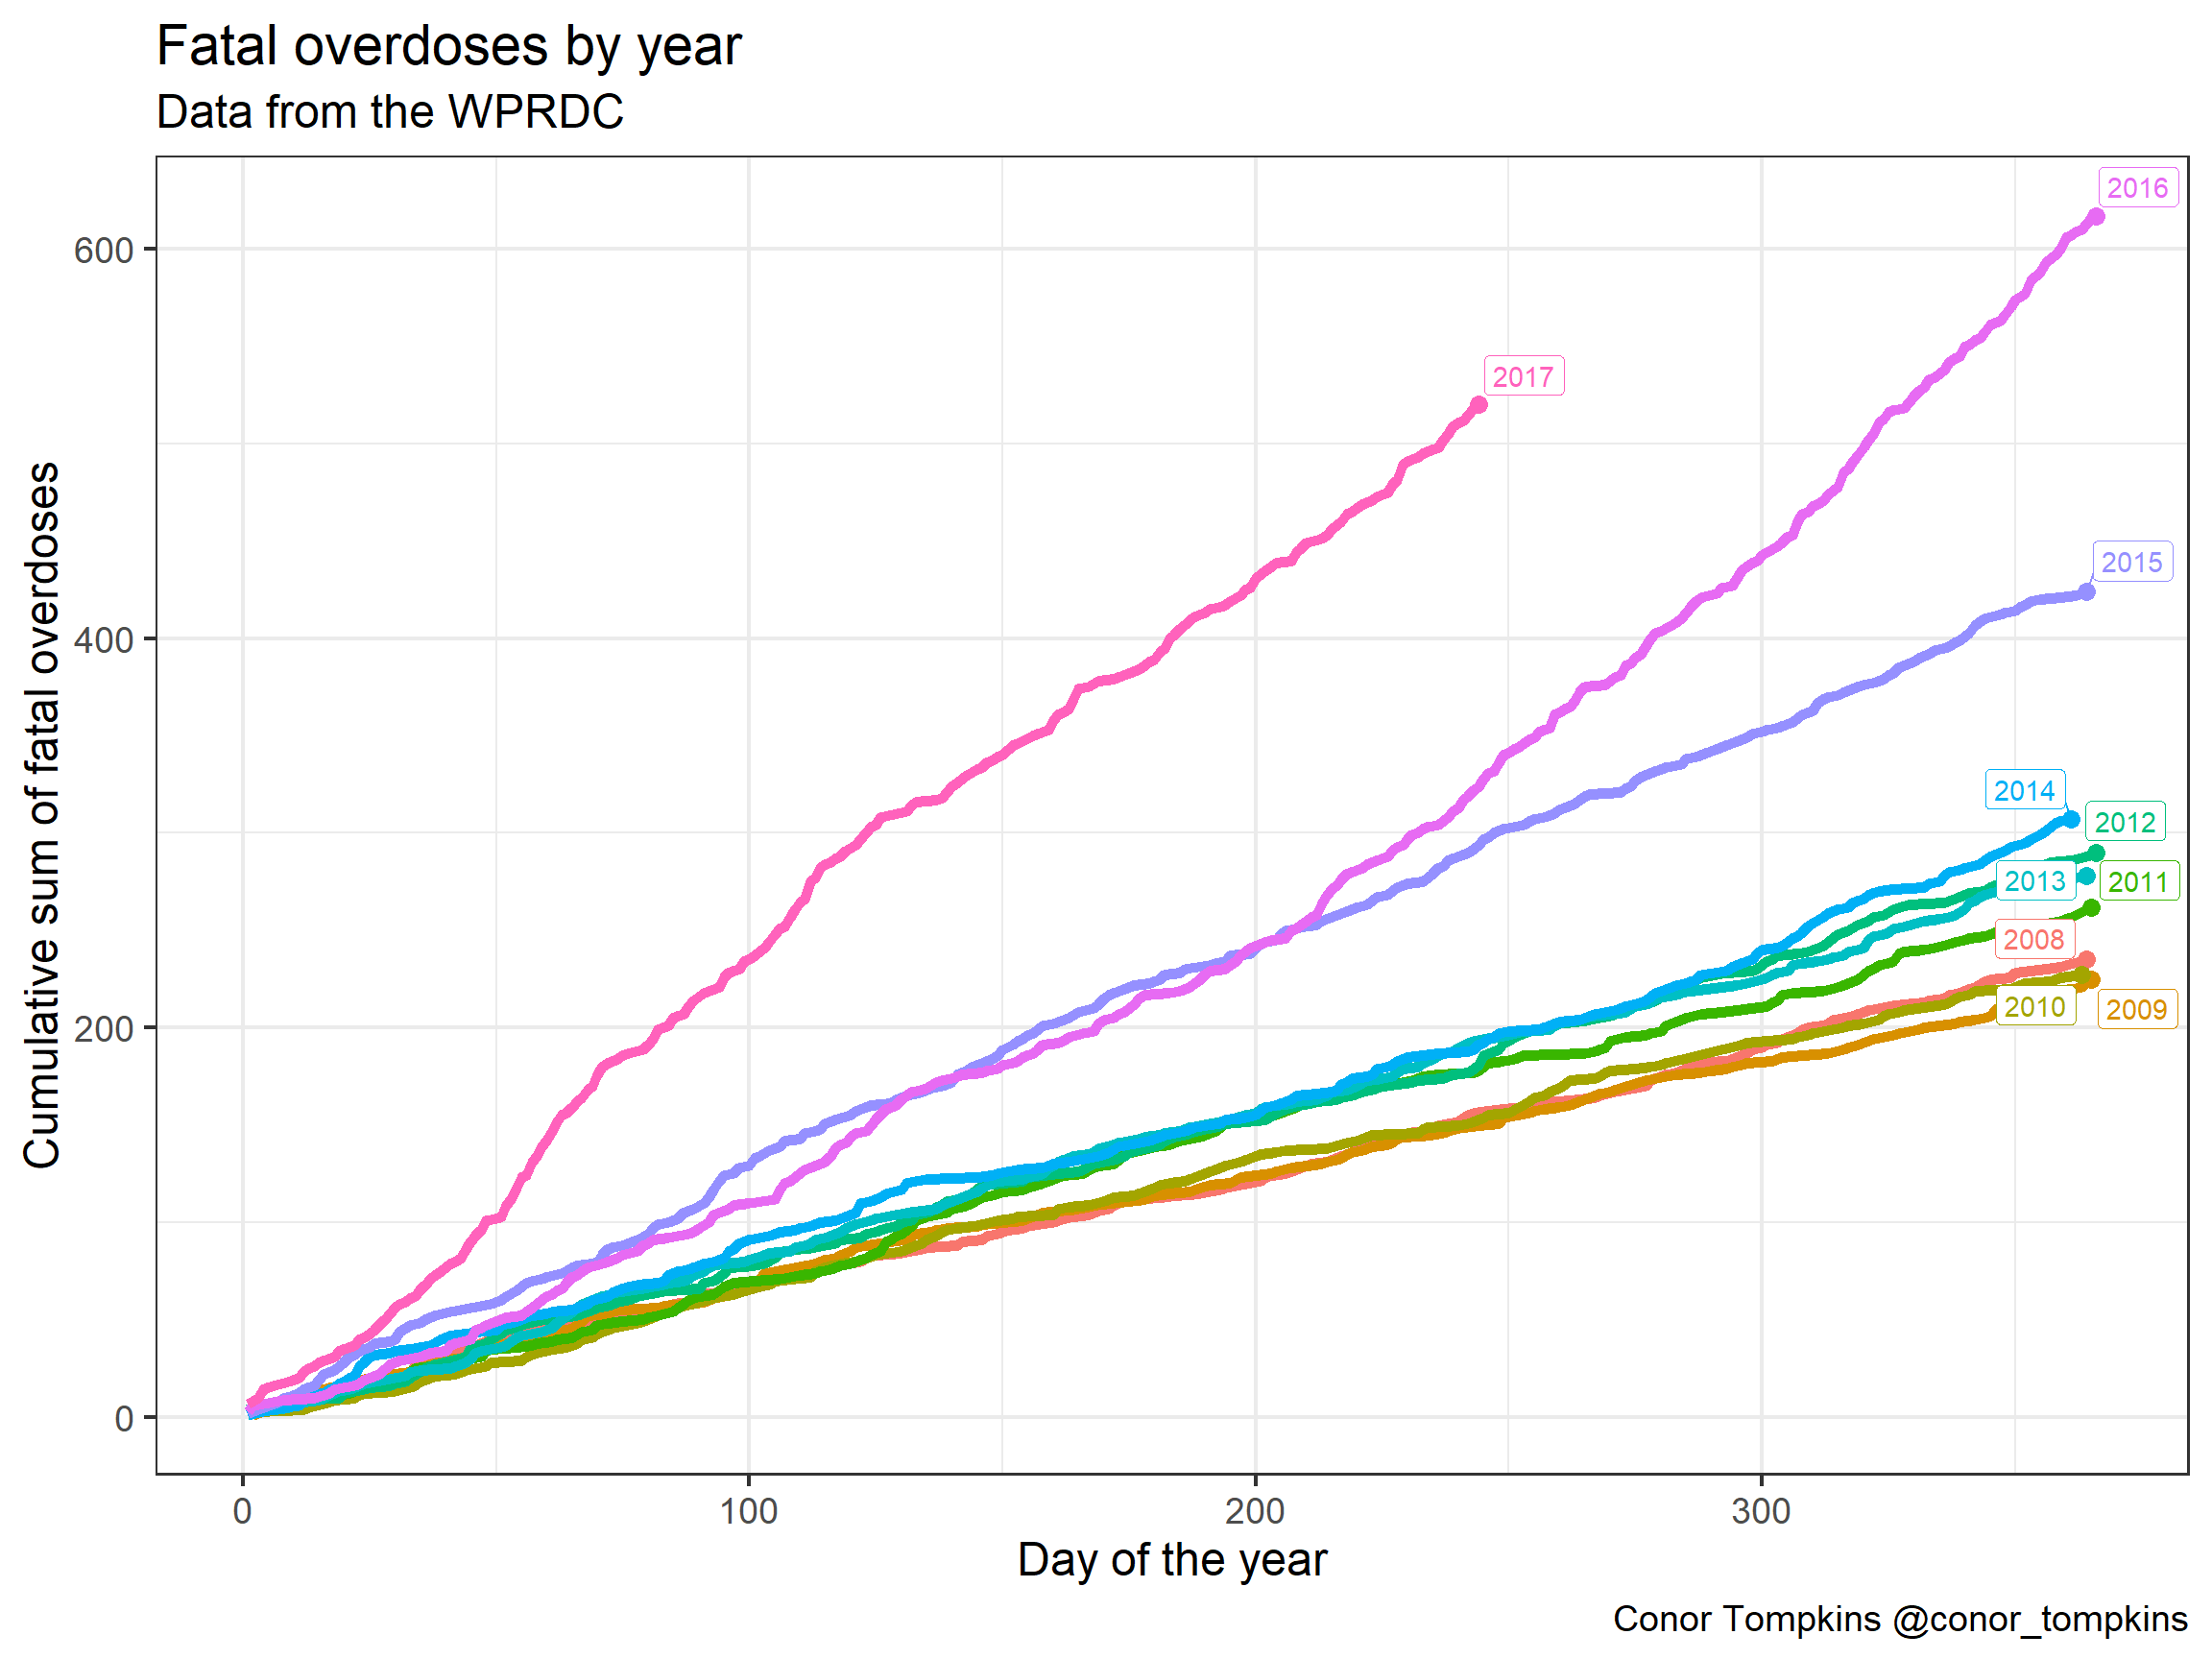 Fatal overdoses by year
Data from the WPRDC
Cumulative sum of fatal overdoses
600
400
200
0
2016
2017
2015
2014
2012
2013
2011
2008
2010
2009
0 100 200 300
Day of the year
Conor Tompkins @conor_tompkins